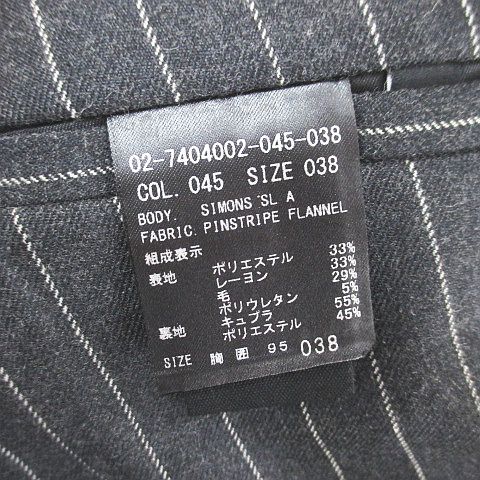 02-7404002-045-038
COL. 045 SIZE 038
BODY. SIMONS SL A
FABRIC. PINSTRIPE FLANNEL
組成表示
表地 ポリエステル 33%
レーヨン 33%
毛 29%
ポリウレタン 5%
裏地 キュプラ 55%
ポリエステル 45%
SIZE 胸囲 95 038